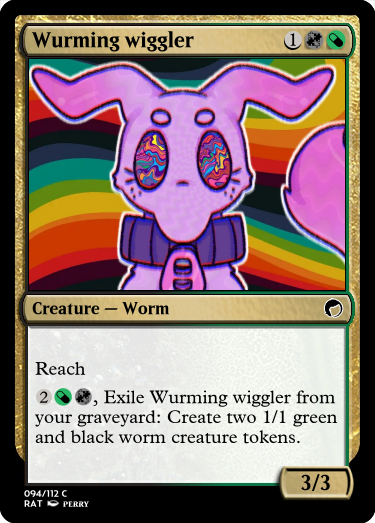 Wurming wiggler 1
Creature — Worm
Reach
2, Exile Wurming wiggler from
your graveyard: Create two 1/1 green
and black worm creature tokens.
3/3
094/112 C
RAT PERRY